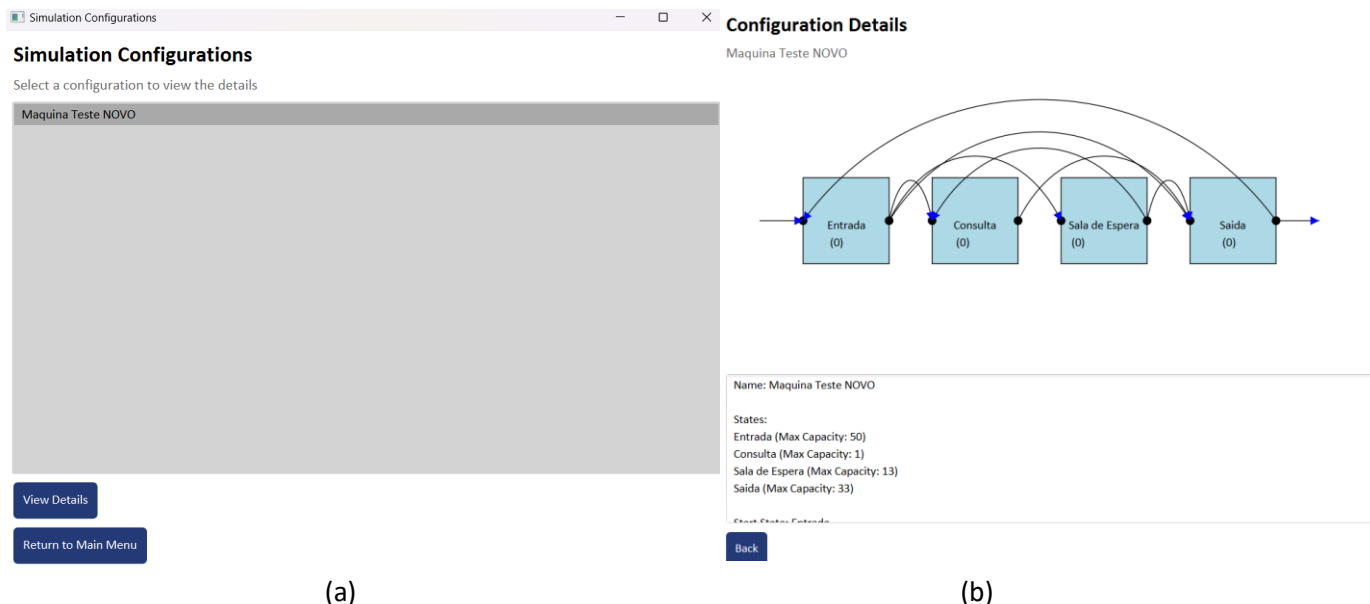 Simulation Configurations
Simulation Configurations
Select a configuration to view the details
Maquina Teste NOVO
View Details
Return to Main Menu
(a)
Configuration Details
Maquina Teste NOVO
Entrada
(0)
Consulta
(0)
Sala de Espera
(0)
Saida
(0)
Name: Maquina Teste NOVO
States:
Entrada (Max Capacity: 50)
Consulta (Max Capacity: 1)
Sala de Espera (Max Capacity: 13)
Saida (Max Capacity: 33)
Start State: Entrada
Back
(b)